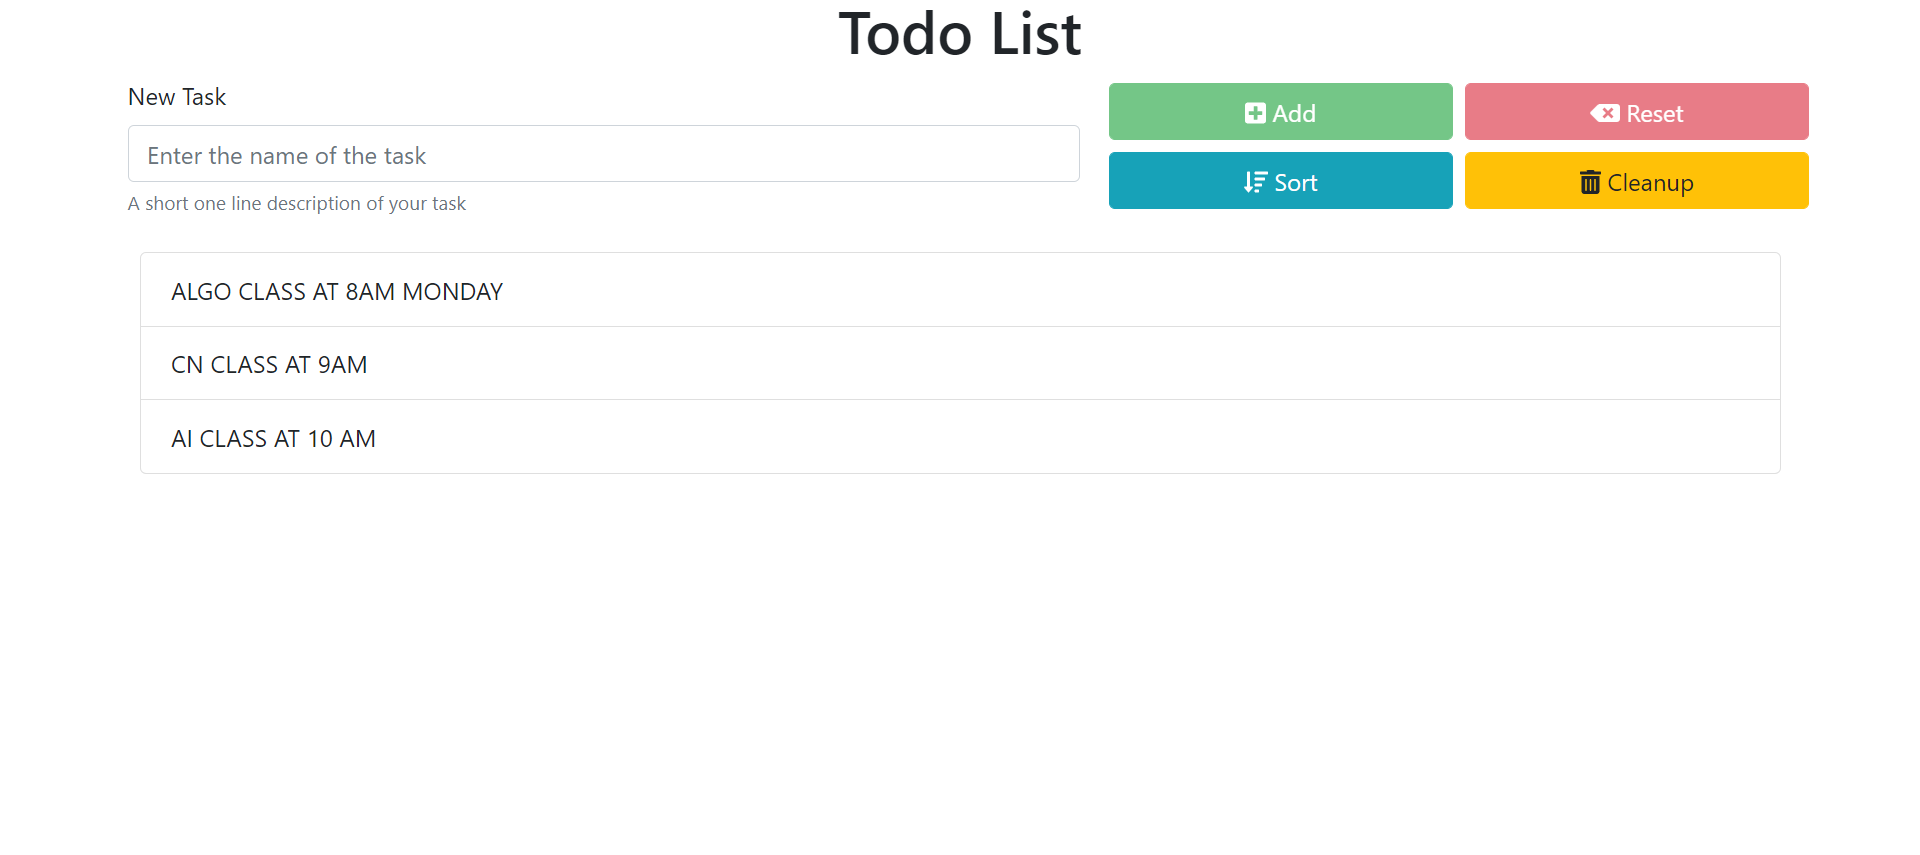 Todo List
New Task
Enter the name of the task
A short one line description of your task
Add
Reset
Sort
Cleanup
ALGO CLASS AT 8AM MONDAY
CN CLASS AT 9AM
AI CLASS AT 10 AM